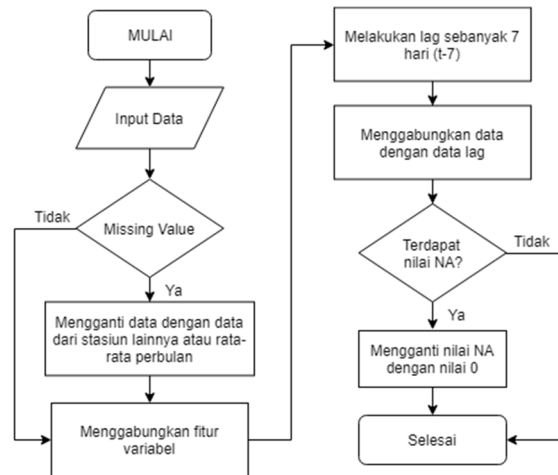 MULAI
Input Data
Missing Value
Tidak
Ya
Mengganti data dengan data
dari stasiun lainnya atau rata-
rata perbulan
Menggabungkan fitur
variabel
Melakukan lag sebanyak 7
hari (t-7)
Menggabungkan data
dengan data lag
Terdapat
nilai NA?
Tidak
Ya
Mengganti nilai NA
dengan nilai 0
Selesai